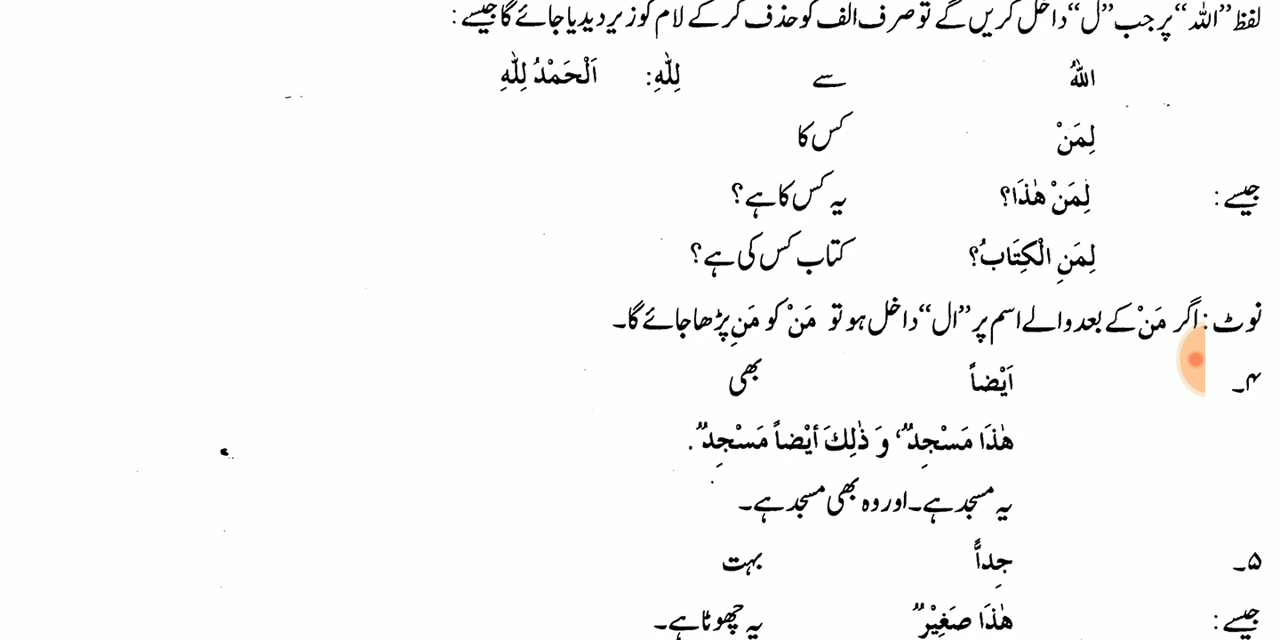 لفظ ”اللہ“ پر جب ”ل“ داخل کریں گے تو صرف الف کو حذف کر کے لام کو زیر دیدیا جائے گا جیسے :
اللهُ سے لِلّٰهِ: اَلْحَمْدُ لِلّٰهِ
لِمَنْ کس کا
جیسے : لِمَنْ هٰذَا؟ یہ کس کا ہے؟
لِمَنِ الْكِتَابُ؟ کتاب کس کی ہے؟
نوٹ : اگر مَنْ کے بعد والے اسم پر ”ال“ داخل ہو تو مَنْ کو مَنِ پڑھا جائے گا۔
۴۔ اَيْضاً بھی
هٰذَا مَسْجِدٌ، وَ ذٰلِكَ أيْضاً مَسْجِدٌ.
یہ مسجد ہے۔ اور وہ بھی مسجد ہے۔
۵۔ جِداًّ بہت
جیسے : هٰذَا صَغِيْرٌ یہ چھوٹا ہے۔